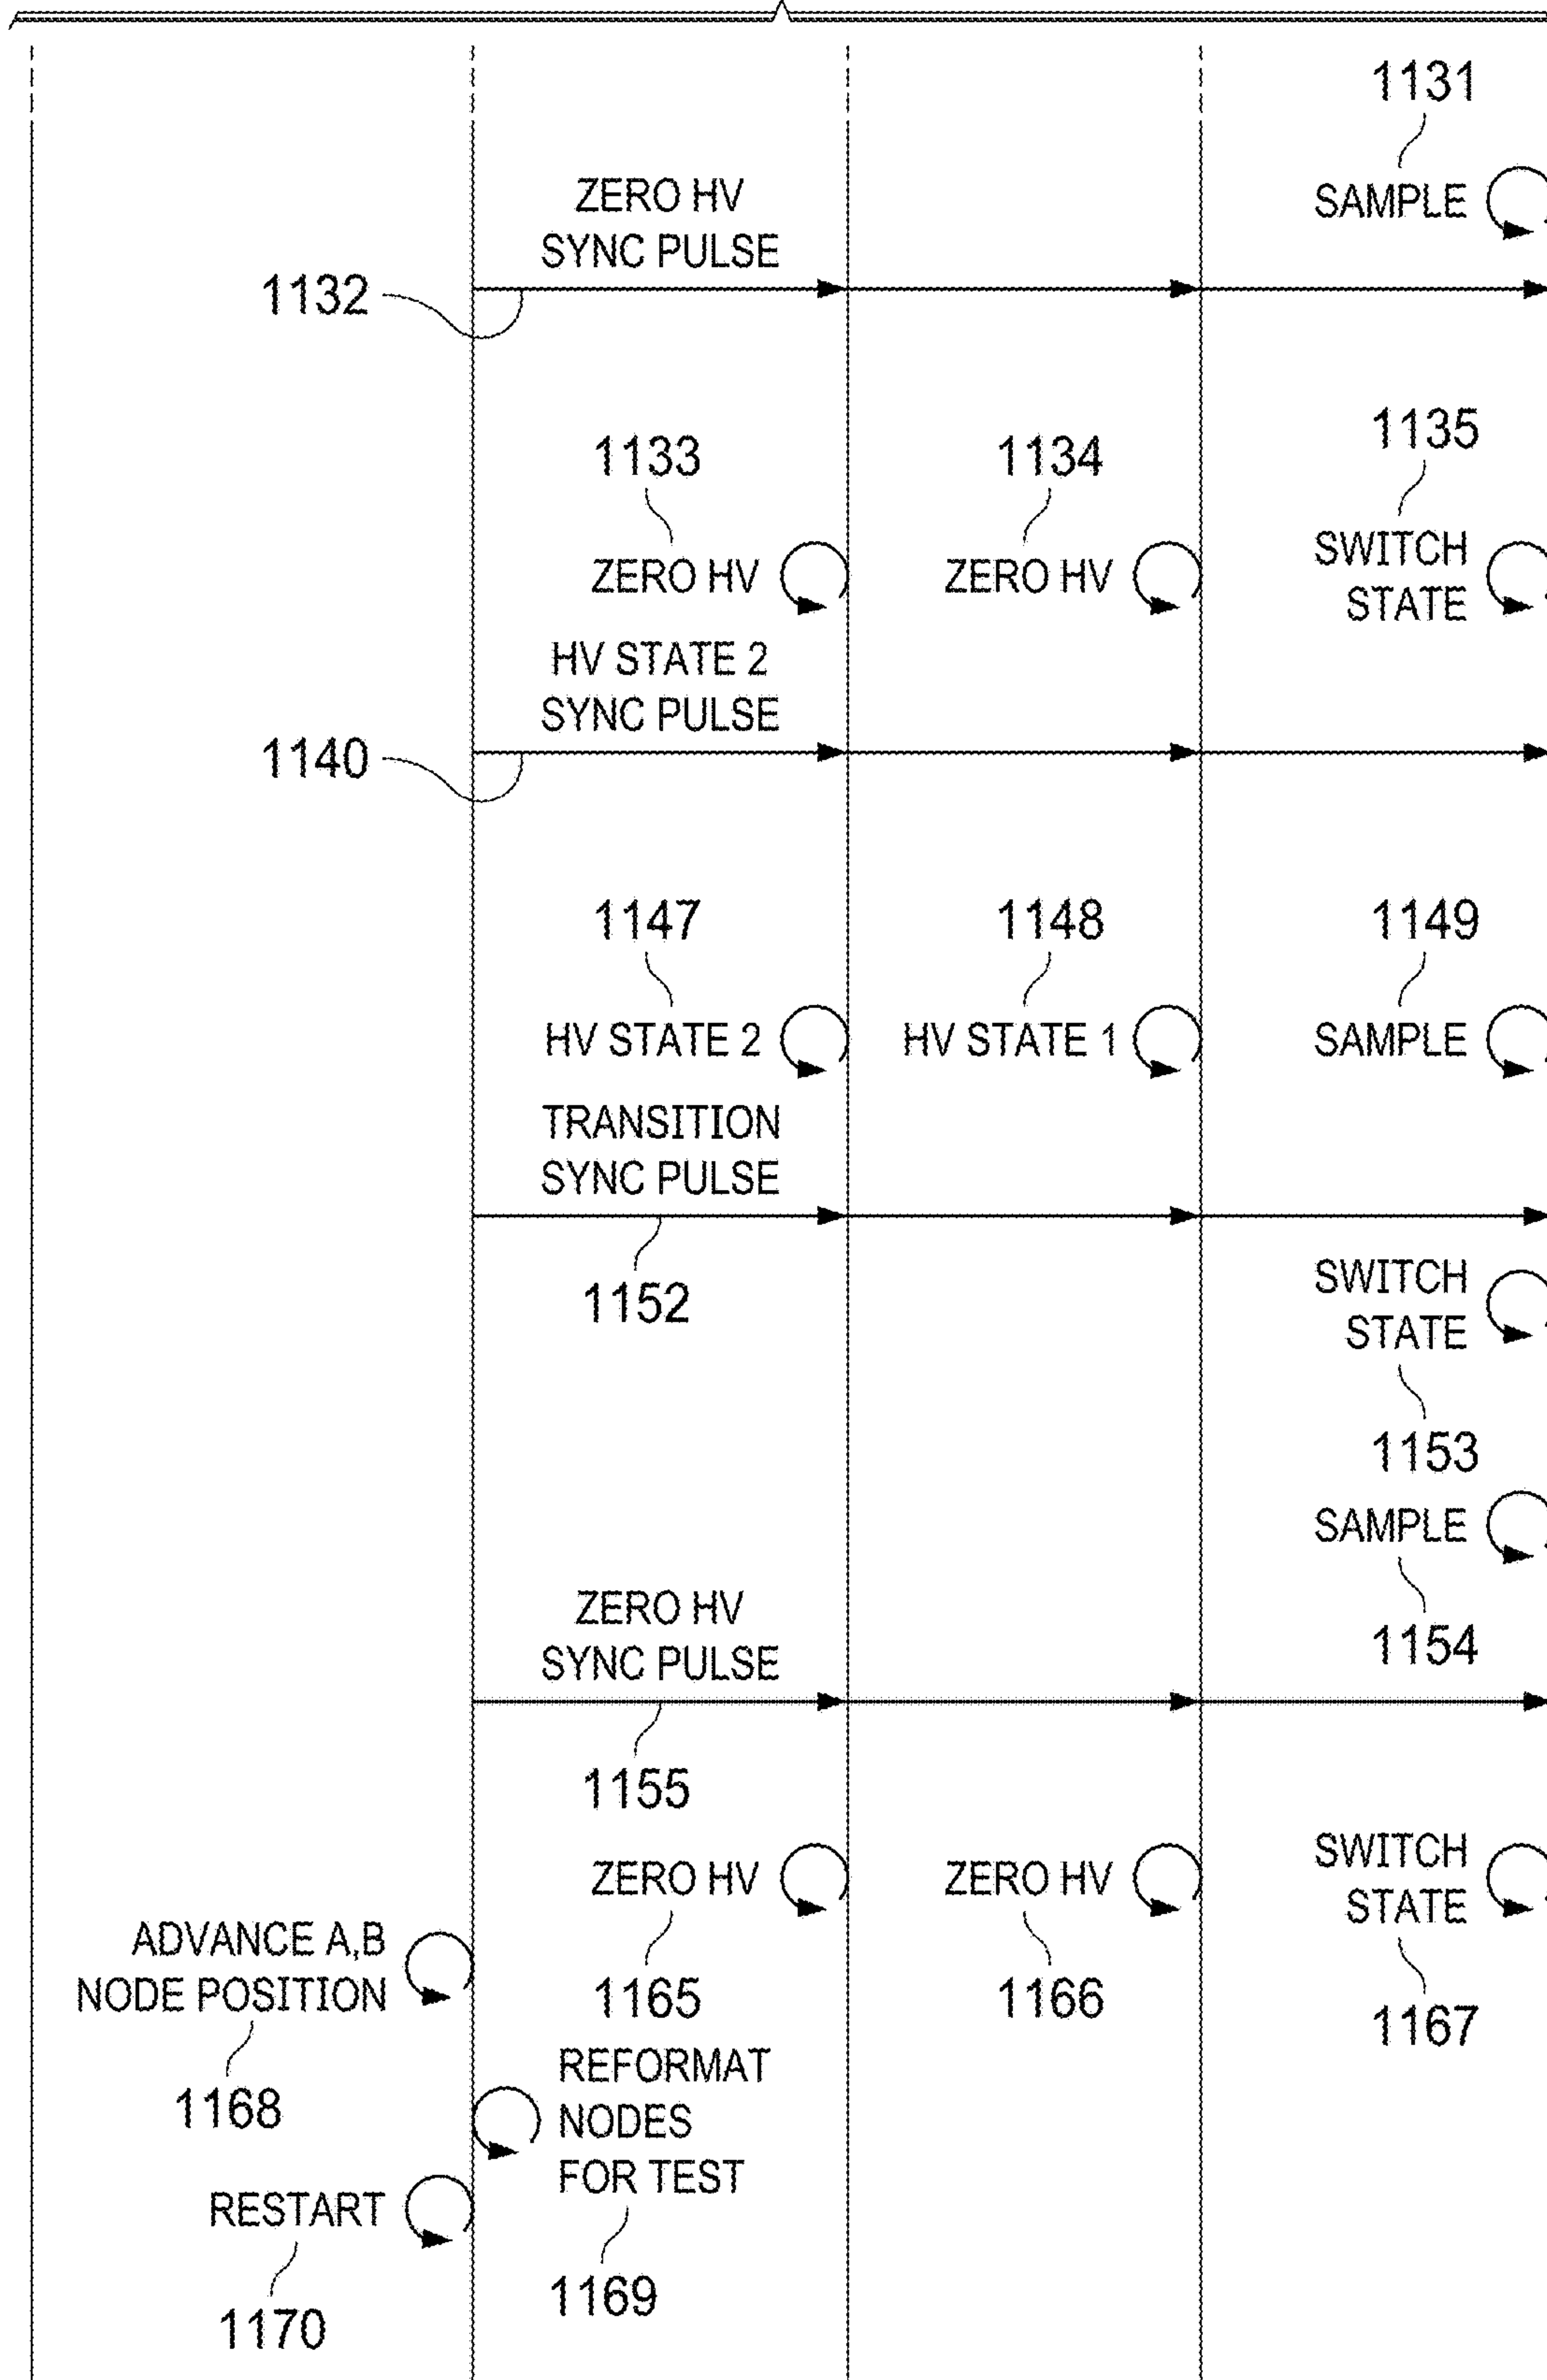 1131
SAMPLE
ZERO HV
SYNC PULSE
1132
1133
1134
1135
ZERO HV
ZERO HV
SWITCH
STATE
HV STATE 2
SYNC PULSE
1140
1147
1148
1149
HV STATE 2
HV STATE 1
SAMPLE
TRANSITION
SYNC PULSE
1152
SWITCH
STATE
1153
SAMPLE
1154
ZERO HV
SYNC PULSE
1155
ZERO HV
ZERO HV
SWITCH
STATE
1165
1166
1167
ADVANCE A,B
NODE POSITION
1168
REFORMAT
NODES
FOR TEST
1169
RESTART
1170